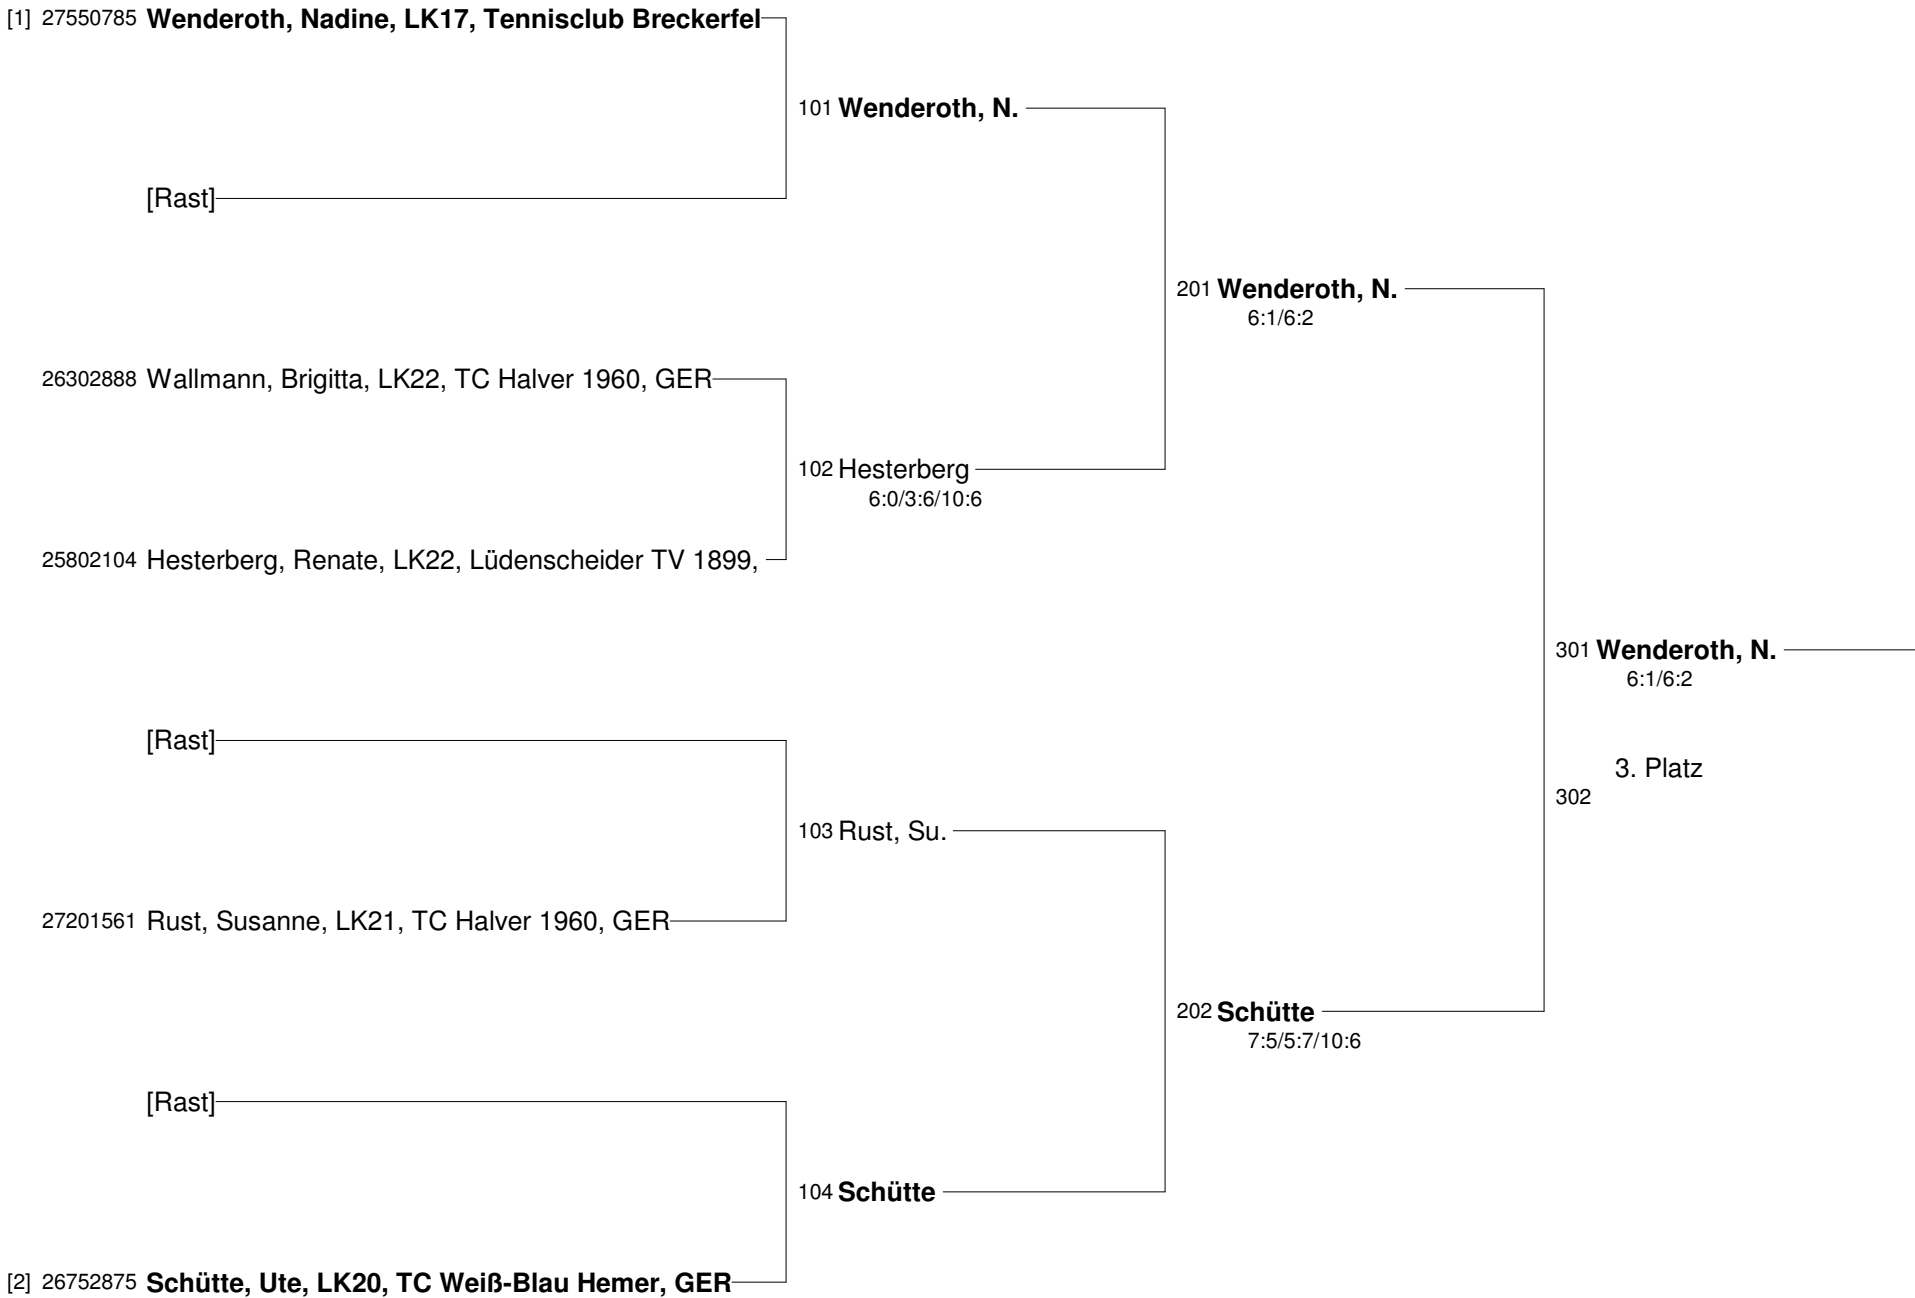 [1] 27550785 Wenderoth, Nadine, LK17, Tennisclub Breckerfel
101 Wenderoth, N.
[Rast]
201 Wenderoth, N.
6:1/6:2
26302888 Wallmann, Brigitta, LK22, TC Halver 1960, GER
102 Hesterberg
6:0/3:6/10:6
25802104 Hesterberg, Renate, LK22, Lüdenscheider TV 1899,
301 Wenderoth, N.
6:1/6:2
[Rast]
3. Platz
302
103 Rust, Su.
27201561 Rust, Susanne, LK21, TC Halver 1960, GER
202 Schütte
7:5/5:7/10:6
[Rast]
104 Schütte
[2] 26752875 Schütte, Ute, LK20, TC Weiß-Blau Hemer, GER